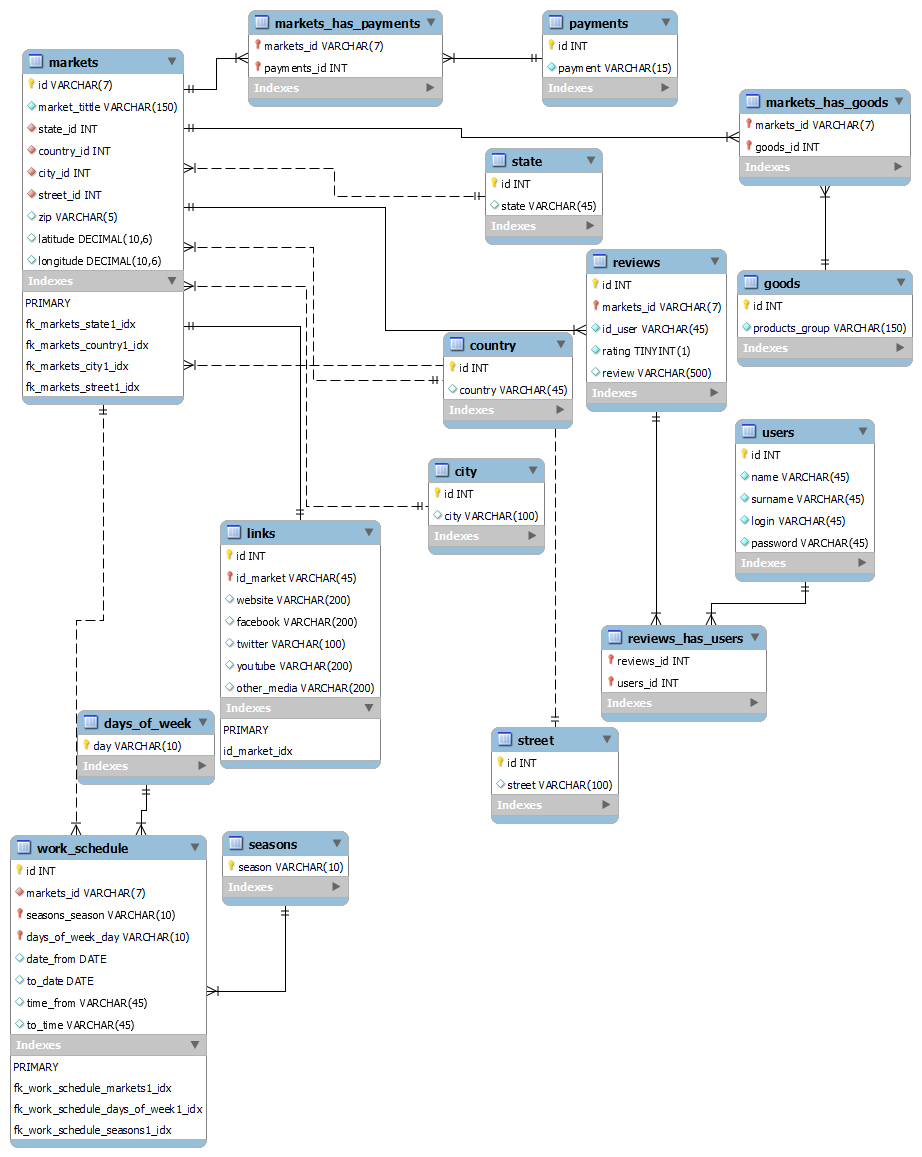 markets_has_payments
markets_id VARCHAR(7)
payments_id INT
Indexes
payments
id INT
payment VARCHAR(15)
Indexes
markets
id VARCHAR(7)
market_tittle VARCHAR(150)
state_id INT
country_id INT
city_id INT
street_id INT
zip VARCHAR(5)
latitude DECIMAL(10,6)
longitude DECIMAL(10,6)
Indexes
PRIMARY
fk_markets_state1_idx
fk_markets_country1_idx
fk_markets_city1_idx
fk_markets_street1_idx
markets_has_goods
markets_id VARCHAR(7)
goods_id INT
Indexes
state
id INT
state VARCHAR(45)
Indexes
reviews
id INT
markets_id VARCHAR(7)
id_user VARCHAR(45)
rating TINYINT(1)
review VARCHAR(500)
Indexes
goods
id INT
products_group VARCHAR(150)
Indexes
country
id INT
country VARCHAR(45)
Indexes
users
id INT
name VARCHAR(45)
surname VARCHAR(45)
login VARCHAR(45)
password VARCHAR(45)
Indexes
city
id INT
city VARCHAR(100)
Indexes
links
id INT
id_market VARCHAR(45)
website VARCHAR(200)
facebook VARCHAR(200)
twitter VARCHAR(100)
youtube VARCHAR(200)
other_media VARCHAR(200)
Indexes
PRIMARY
id_market_idx
reviews_has_users
reviews_id INT
users_id INT
Indexes
days_of_week
day VARCHAR(10)
Indexes
street
id INT
street VARCHAR(100)
Indexes
work_schedule
id INT
markets_id VARCHAR(7)
seasons_season VARCHAR(10)
days_of_week_day VARCHAR(10)
date_from DATE
to_date DATE
time_from VARCHAR(45)
to_time VARCHAR(45)
Indexes
PRIMARY
fk_work_schedule_markets1_idx
fk_work_schedule_days_of_week1_idx
fk_work_schedule_seasons1_idx
seasons
season VARCHAR(10)
Indexes